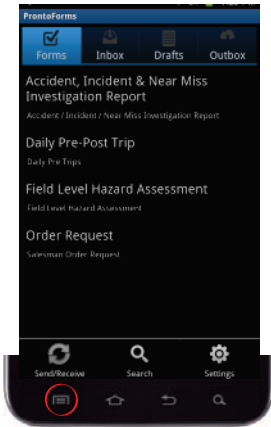 ProntoForms
Forms Inbox Drafts Outbox
Accident, Incident & Near Miss
Investigation Report
Accident / Incident / Near Miss Investigation Report
Daily Pre-Post Trip
Daily Pre Trips
Field Level Hazard Assessment
Field Level Hazard Assessment
Order Request
Salesman Order Request
Send/Receive Search Settings